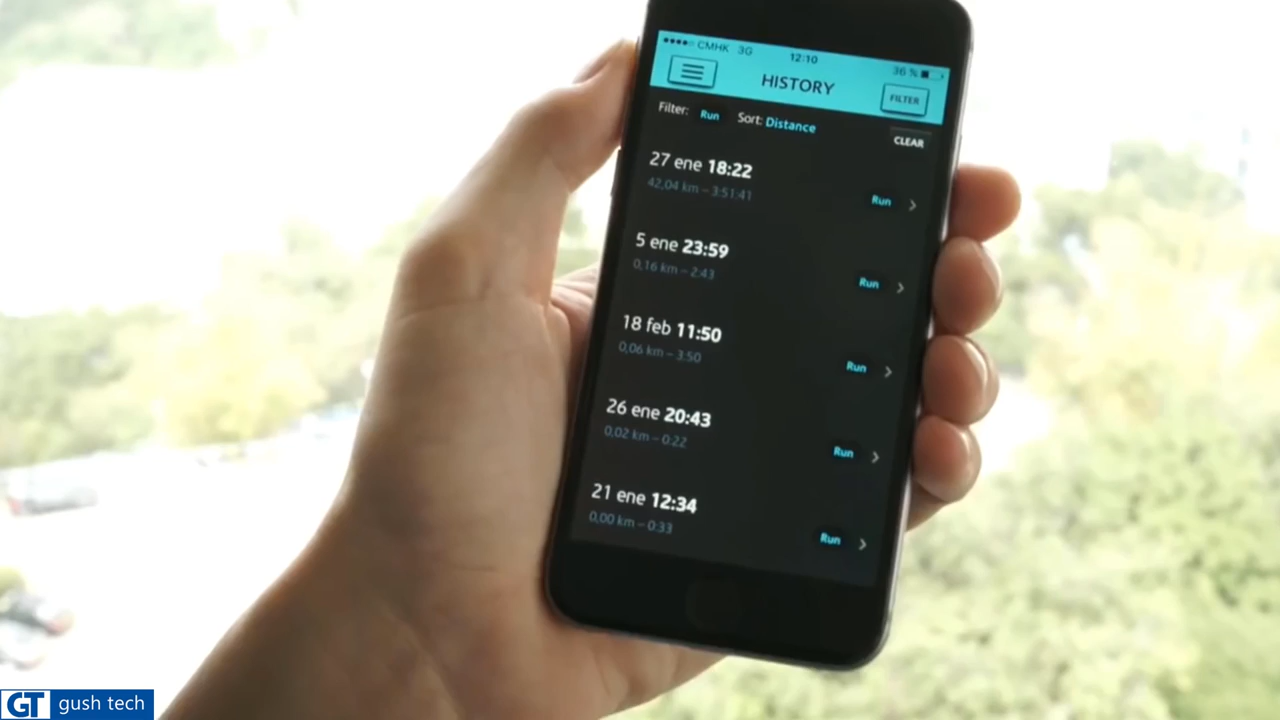 CMHK 3G 12:10 36 %
HISTORY
FILTER
Filter: Run Sort: Distance
CLEAR
27 ene 18:22
42,04 km – 3:51:41
Run
5 ene 23:59
0,16 km – 2:43
Run
18 feb 11:50
0,06 km – 3:50
Run
26 ene 20:43
0,02 km – 0:22
Run
21 ene 12:34
0,00 km – 0:33
Run
GT gush tech